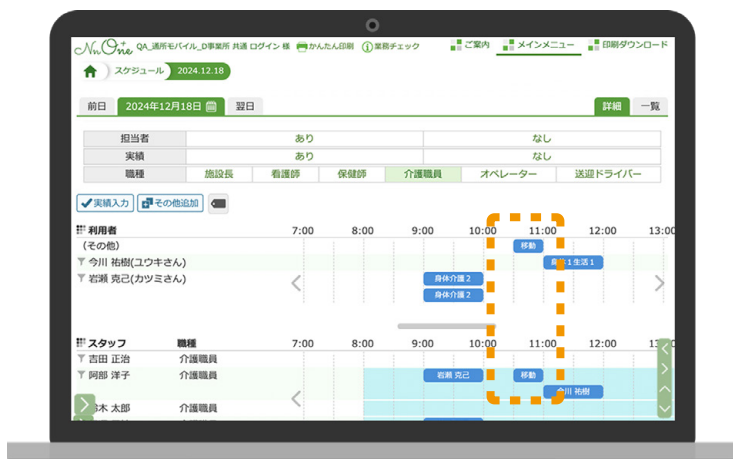 NnOne+ QA_通所モバイル_D事業所 共通 ログイン 様 かんたん印刷 業務チェック ご案内 メインメニュー 印刷ダウンロード
スケジュール 2024.12.18
前日 2024年12月18日 翌日 詳細 一覧
担当者 あり なし
実績 あり なし
職種 施設長 看護師 保健師 介護職員 オペレーター 送迎ドライバー
実績入力 その他追加
利用者 7:00 8:00 9:00 10:00 11:00 12:00 13:00
(その他) 移動
今川 祐樹(ユウキさん) 1生活1
岩瀬 克己(カツミさん) 身体介護2
身体介護2
スタッフ 職種 7:00 8:00 9:00 10:00 11:00 12:00
吉田 正治 介護職員
阿部 洋子 介護職員 岩瀬 克己 移動
川 祐樹
木 太郎 介護職員